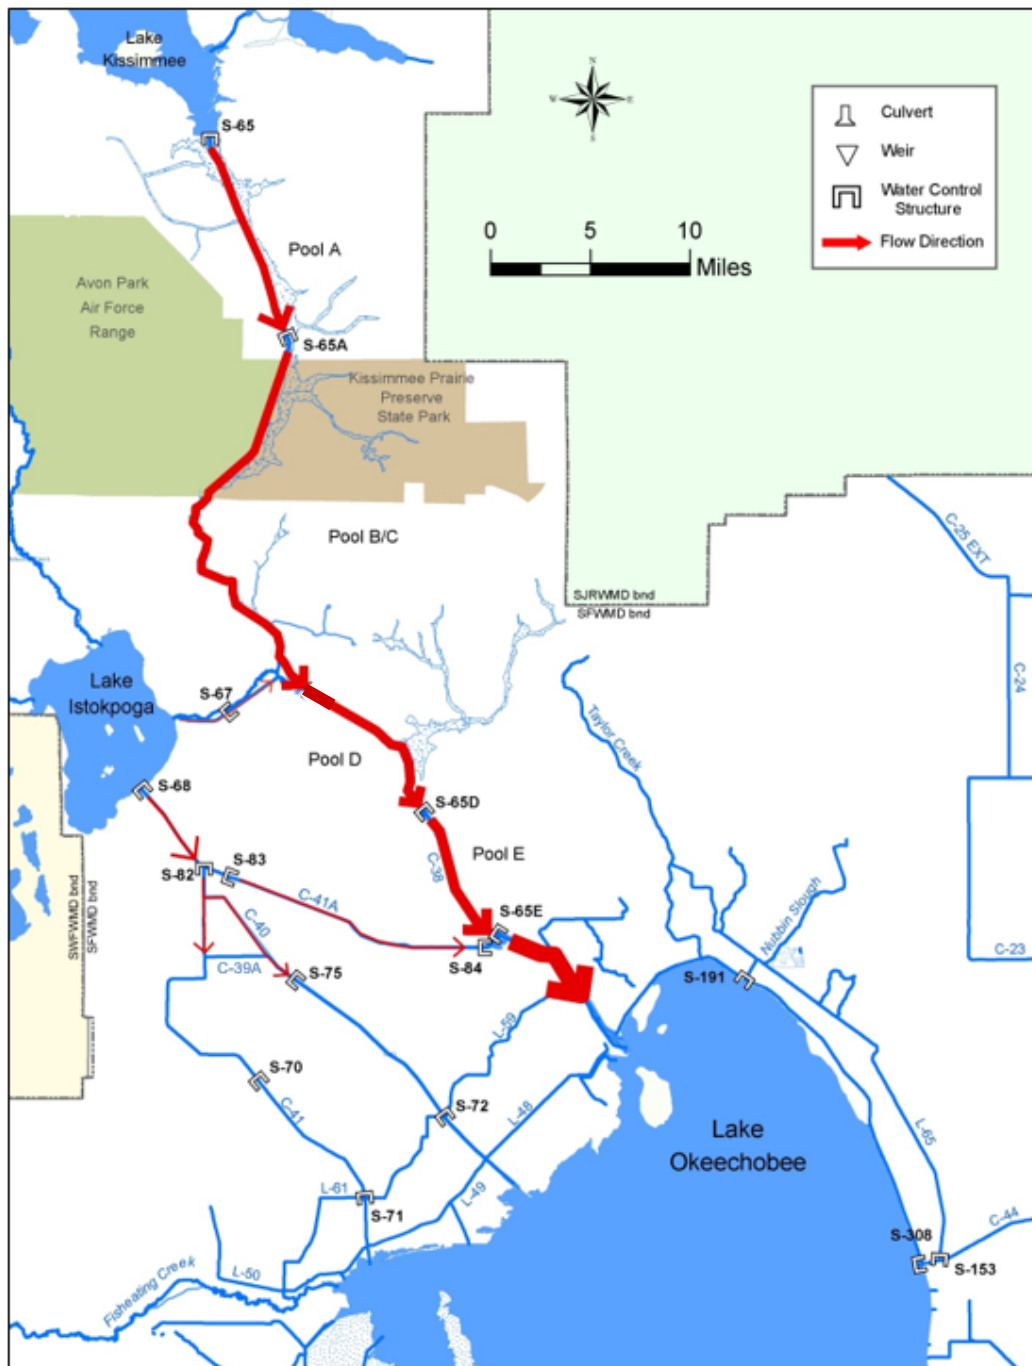 Lake
Kissimmee
S-65
N
W
E
S
Culvert
Weir
Water Control
Structure
Flow Direction
0 5 10
Miles
Pool A
Avon Park
Air Force
Range
S-65A
Kissimmee Prairie
Preserve
State Park
Pool B/C
C-25 EXT
SJRWMD bnd
SFWMD bnd
C-24
Lake
Istokpoga
S-67
Taylor Creek
Pool D
S-68
S-65D
Pool E
C-38
S-83
S-82
C-41A
SWFWMD bnd
SFWMD bnd
C-40
S-65E
S-84
Nubbin Slough
C-23
C-39A
S-75
S-191
L-59
S-70
C-41
S-72
L-48
Lake
Okeechobee
L-65
L-61
S-71
L-49
C-44
S-308
S-153
L-50
Fisheating Creek